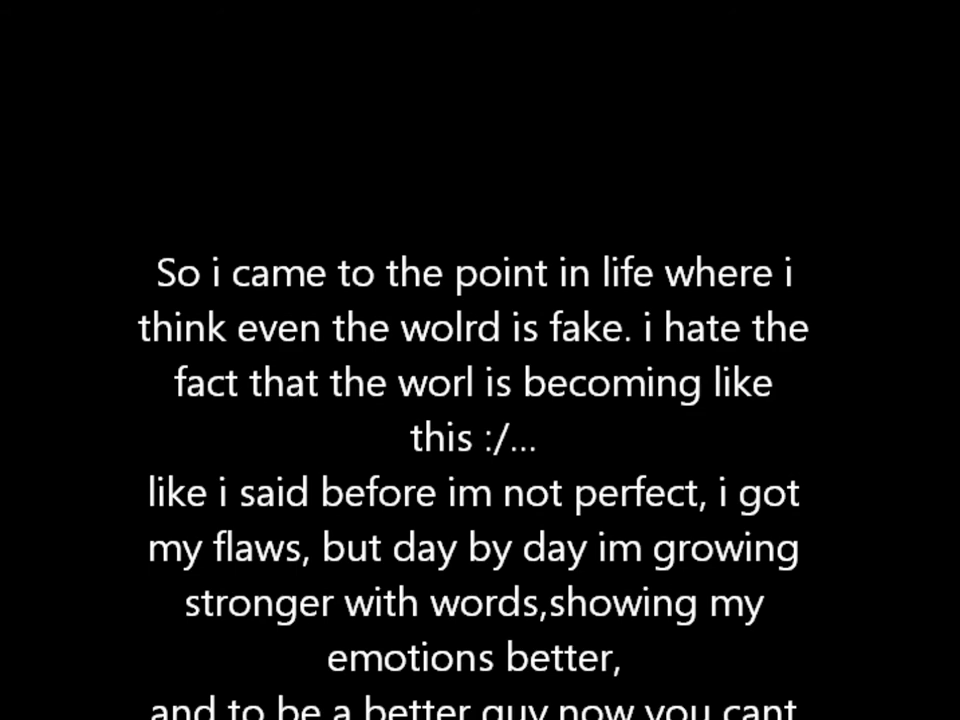 So i came to the point in life where i
think even the wolrd is fake. i hate the
fact that the worl is becoming like
this :/...
like i said before im not perfect, i got
my flaws, but day by day im growing
stronger with words,showing my
emotions better,
and to be a better guy now you cant